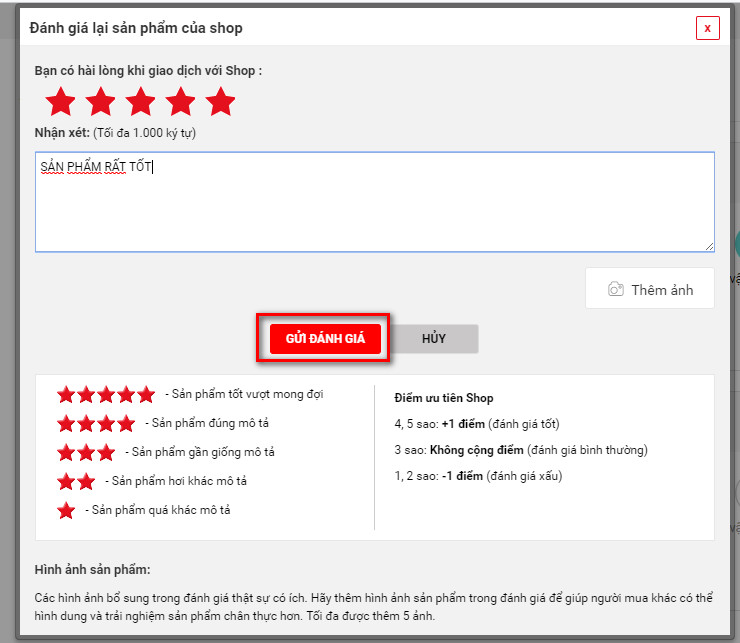 Đánh giá lại sản phẩm của shop
x
Bạn có hài lòng khi giao dịch với Shop :
Nhận xét: (Tối đa 1.000 ký tự)
SẢN PHẨM RẤT TỐT
Thêm ảnh
GỬI ĐÁNH GIÁ
HỦY
- Sản phẩm tốt vượt mong đợi
- Sản phẩm đúng mô tả
- Sản phẩm gần giống mô tả
- Sản phẩm hơi khác mô tả
- Sản phẩm quá khác mô tả
Điểm ưu tiên Shop
4, 5 sao: +1 điểm (đánh giá tốt)
3 sao: Không cộng điểm (đánh giá bình thường)
1, 2 sao: -1 điểm (đánh giá xấu)
Hình ảnh sản phẩm:
Các hình ảnh bổ sung trong đánh giá thật sự có ích. Hãy thêm hình ảnh sản phẩm trong đánh giá để giúp người mua khác có thể
hình dung và trải nghiệm sản phẩm chân thực hơn. Tối đa được thêm 5 ảnh.